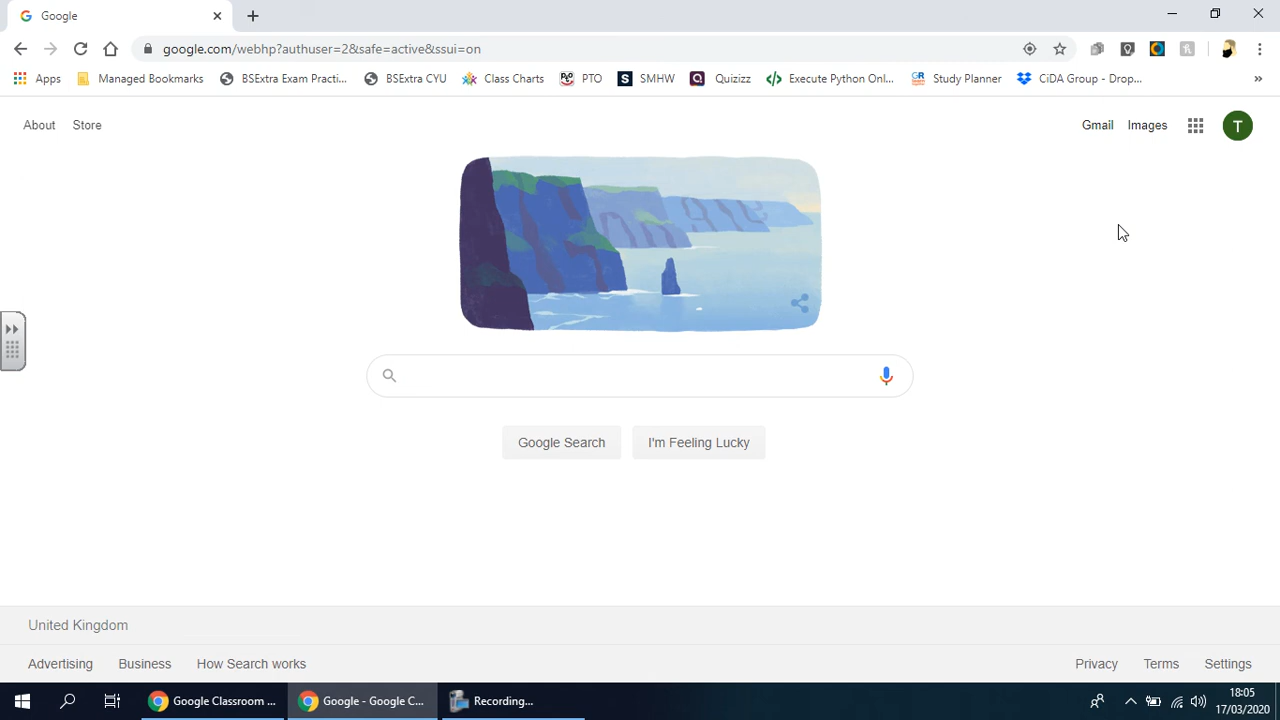 Google
google.com/webhp?authuser=2&safe=active&ssui=on
Apps Managed Bookmarks BSExtra Exam Practi... BSExtra CYU Class Charts PTO SMHW Quizizz Execute Python Onl... Study Planner CiDA Group - Drop... »
About Store Gmail Images T
Google Search I'm Feeling Lucky
United Kingdom
Advertising Business How Search works Privacy Terms Settings
Google Classroom ... Google - Google C... Recording... 18:05
17/03/2020